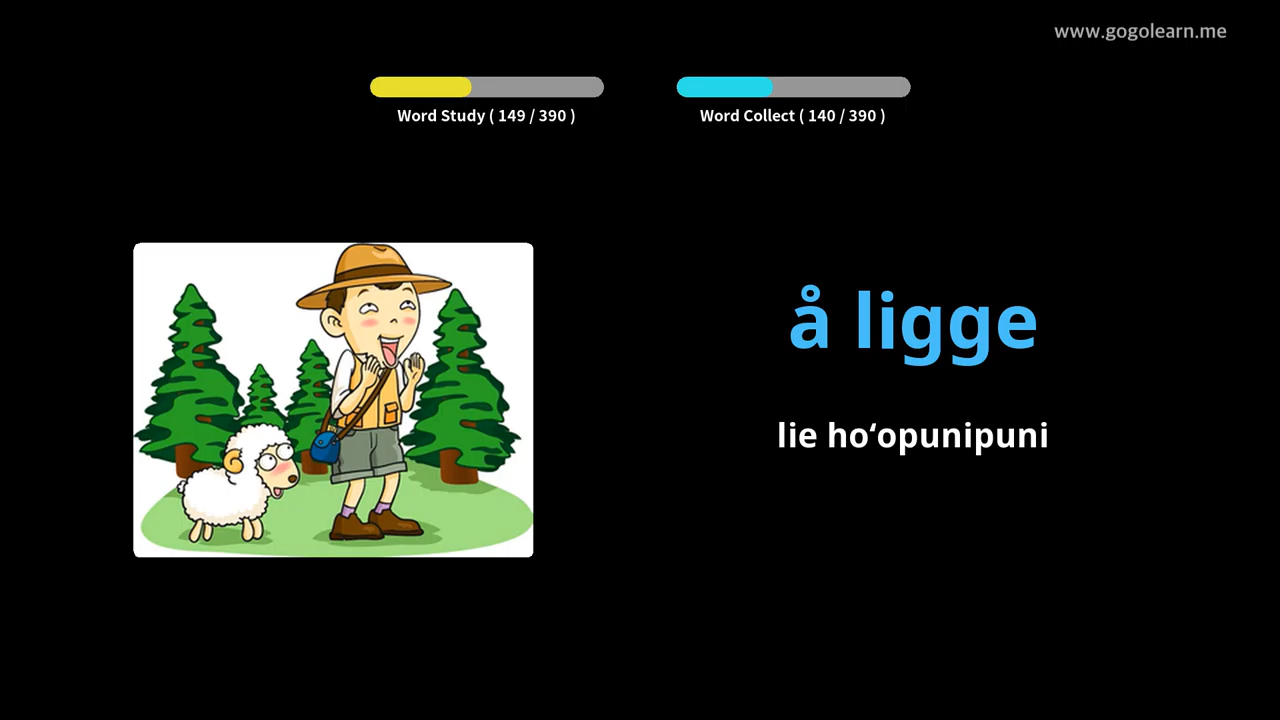 www.gogolearn.me
Word Study ( 149 / 390 )
Word Collect ( 140 / 390 )
å ligge
lie hoʻopunipuni